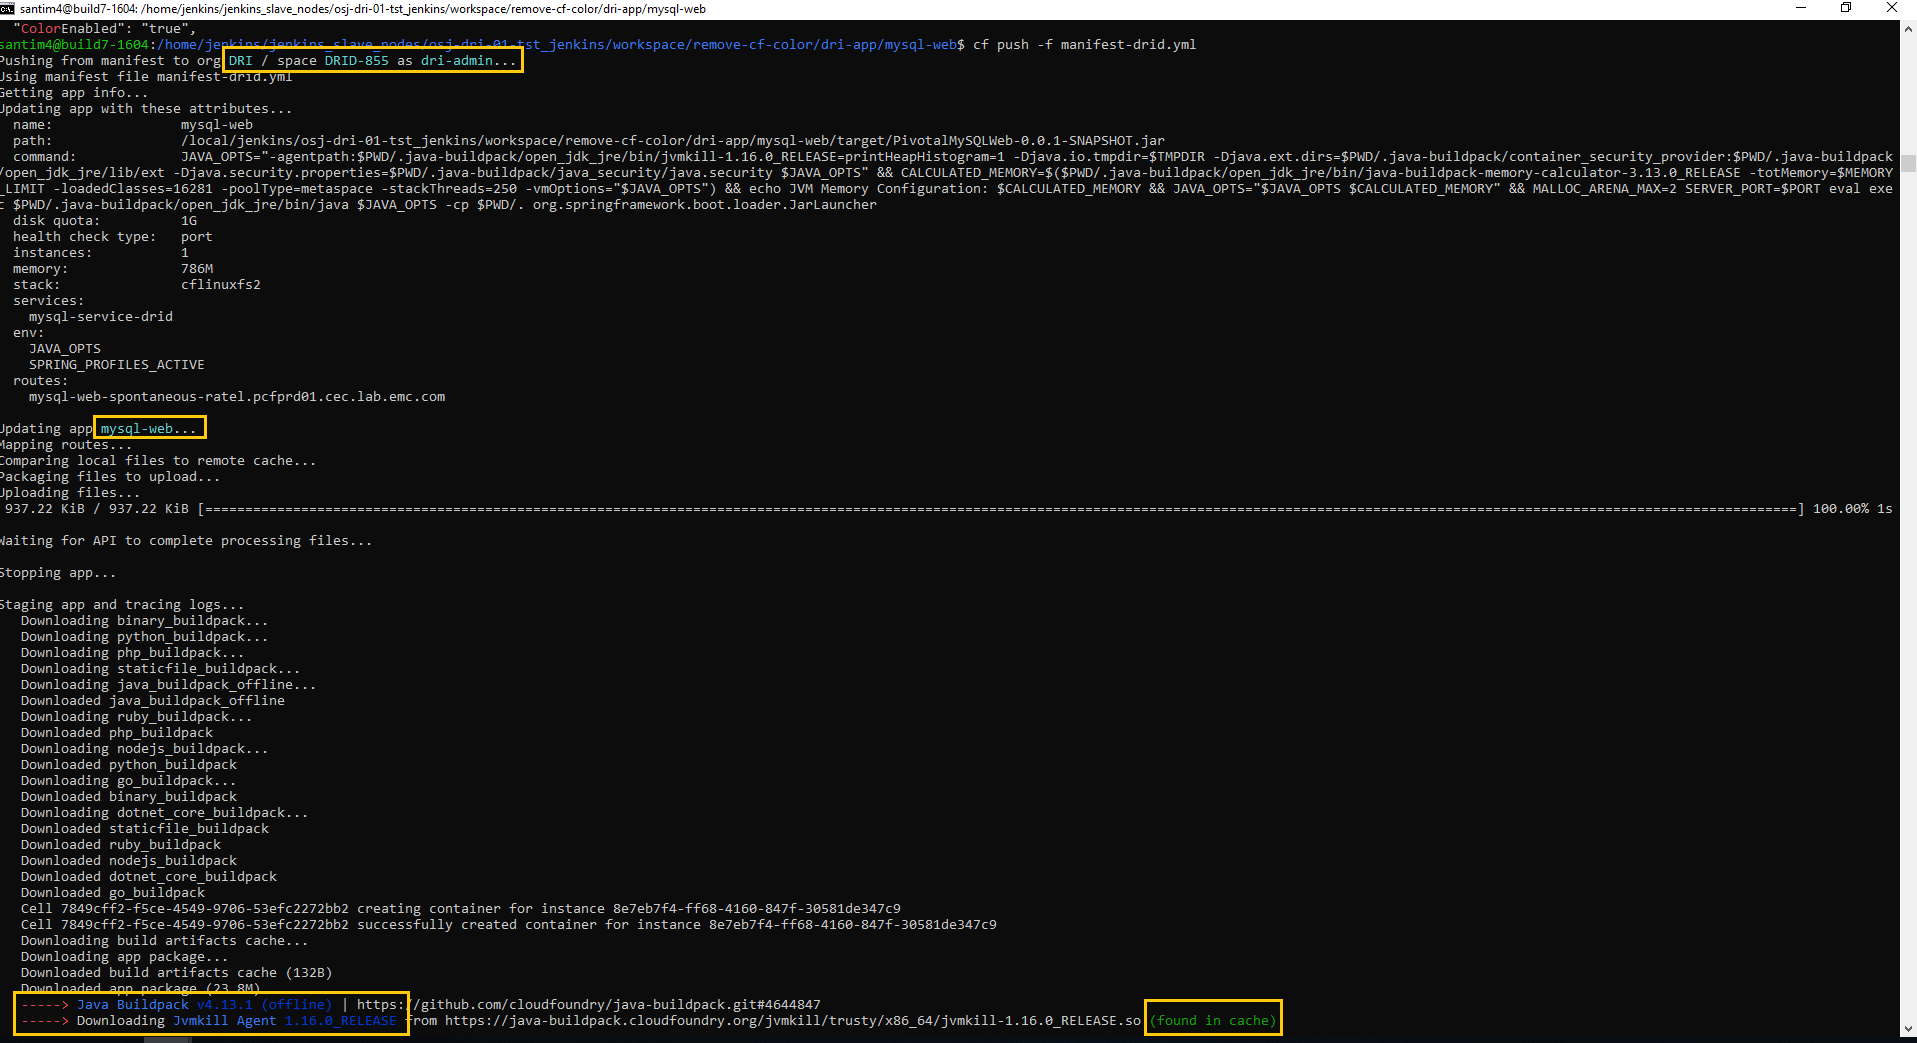 santim4@build7-1604: /home/jenkins/jenkins_slave_nodes/osj-dri-01-tst_jenkins/workspace/remove-cf-color/dri-app/mysql-web
"ColorEnabled": "true",
santim4@build7-1604:/home/jenkins/jenkins_slave_nodes/osj-dri-01-tst_jenkins/workspace/remove-cf-color/dri-app/mysql-web$ cf push -f manifest-drid.yml
Pushing from manifest to org DRI / space DRID-855 as dri-admin...
Using manifest file manifest-drid.yml
Getting app info...
Updating app with these attributes...
name: mysql-web
path: /local/jenkins/osj-dri-01-tst_jenkins/workspace/remove-cf-color/dri-app/mysql-web/target/PivotalMySQLWeb-0.0.1-SNAPSHOT.jar
command: JAVA_OPTS="-agentpath:$PWD/.java-buildpack/open_jdk_jre/bin/jvmkill-1.16.0_RELEASE=printHeapHistogram=1 -Djava.io.tmpdir=$TMPDIR -Djava.ext.dirs=$PWD/.java-buildpack/container_security_provider:$PWD/.java-buildpack
/open_jdk_jre/lib/ext -Djava.security.properties=$PWD/.java-buildpack/java_security/java.security $JAVA_OPTS" && CALCULATED_MEMORY=$($PWD/.java-buildpack/open_jdk_jre/bin/java-buildpack-memory-calculator-3.13.0_RELEASE -totMemory=$MEMORY
_LIMIT -loadedClasses=16281 -poolType=metaspace -stackThreads=250 -vmOptions="$JAVA_OPTS") && echo JVM Memory Configuration: $CALCULATED_MEMORY && JAVA_OPTS="$JAVA_OPTS $CALCULATED_MEMORY" && MALLOC_ARENA_MAX=2 SERVER_PORT=$PORT eval exe
c $PWD/.java-buildpack/open_jdk_jre/bin/java $JAVA_OPTS -cp $PWD/. org.springframework.boot.loader.JarLauncher
disk quota: 1G
health check type: port
instances: 1
memory: 786M
stack: cflinuxfs2
services:
mysql-service-drid
env:
JAVA_OPTS
SPRING_PROFILES_ACTIVE
routes:
mysql-web-spontaneous-ratel.pcfprd01.cec.lab.emc.com
Updating app mysql-web...
Mapping routes...
Comparing local files to remote cache...
Packaging files to upload...
Uploading files...
937.22 KiB / 937.22 KiB [=======================================================================================================================================================================================================] 100.00% 1s
Waiting for API to complete processing files...
Stopping app...
Staging app and tracing logs...
Downloading binary_buildpack...
Downloading python_buildpack...
Downloading php_buildpack...
Downloading staticfile_buildpack...
Downloading java_buildpack_offline...
Downloaded java_buildpack_offline
Downloading ruby_buildpack...
Downloaded php_buildpack
Downloading nodejs_buildpack...
Downloaded python_buildpack
Downloading go_buildpack...
Downloaded binary_buildpack
Downloading dotnet_core_buildpack...
Downloaded staticfile_buildpack
Downloaded ruby_buildpack
Downloaded nodejs_buildpack
Downloaded dotnet_core_buildpack
Downloaded go_buildpack
Cell 7849cff2-f5ce-4549-9706-53efc2272bb2 creating container for instance 8e7eb7f4-ff68-4160-847f-30581de347c9
Cell 7849cff2-f5ce-4549-9706-53efc2272bb2 successfully created container for instance 8e7eb7f4-ff68-4160-847f-30581de347c9
Downloading build artifacts cache...
Downloading app package...
Downloaded build artifacts cache (132B)
Downloaded app package (23.8M)
-----> Java Buildpack v4.13.1 (offline) | https://github.com/cloudfoundry/java-buildpack.git#4644847
-----> Downloading Jvmkill Agent 1.16.0_RELEASE from https://java-buildpack.cloudfoundry.org/jvmkill/trusty/x86_64/jvmkill-1.16.0_RELEASE.so (found in cache)